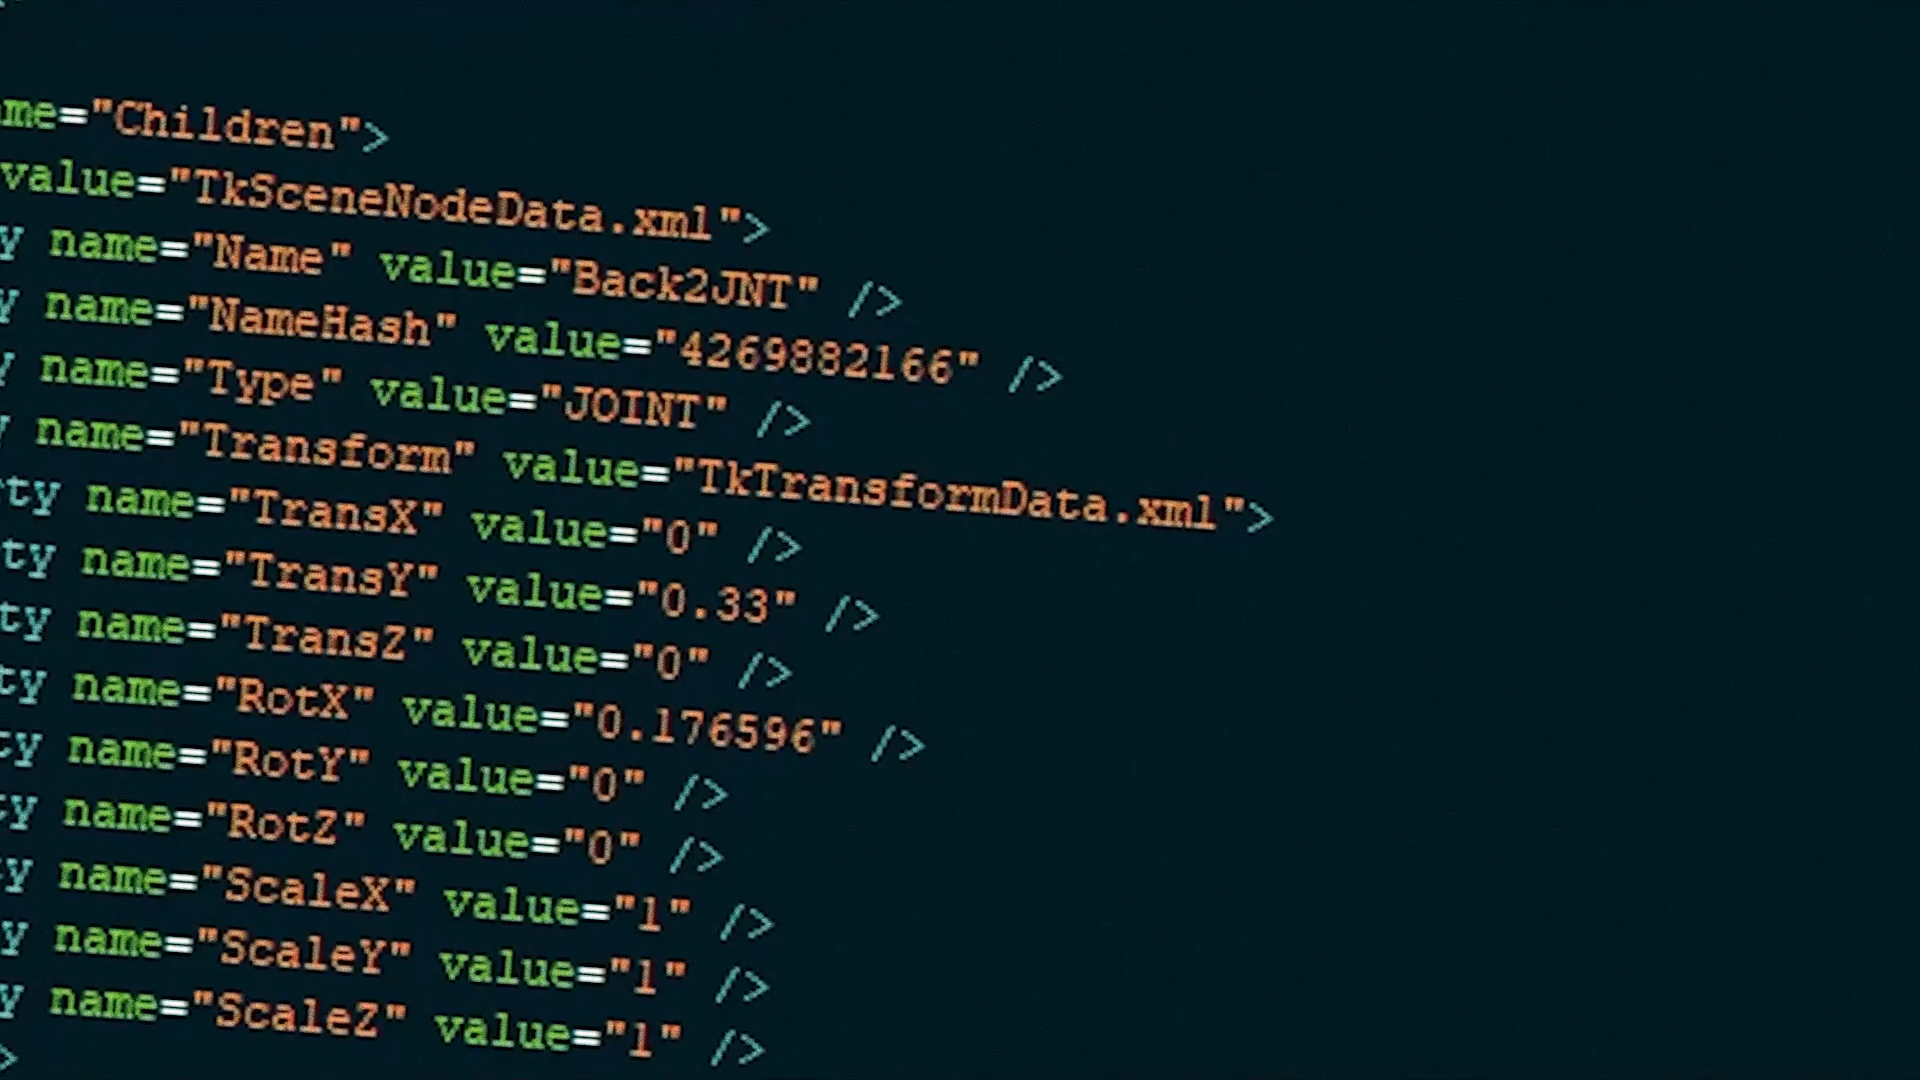 me="Children">
value="TkSceneNodeData.xml">
y name="Name" value="Back2JNT" />
y name="NameHash" value="4269882166" />
y name="Type" value="JOINT" />
y name="Transform" value="TkTransformData.xml">
rty name="TransX" value="0" />
ty name="TransY" value="0.33" />
ty name="TransZ" value="0" />
ty name="RotX" value="0.176596" />
ty name="RotY" value="0" />
ty name="RotZ" value="0" />
ty name="ScaleX" value="1" />
y name="ScaleY" value="1" />
y name="ScaleZ" value="1" />
>